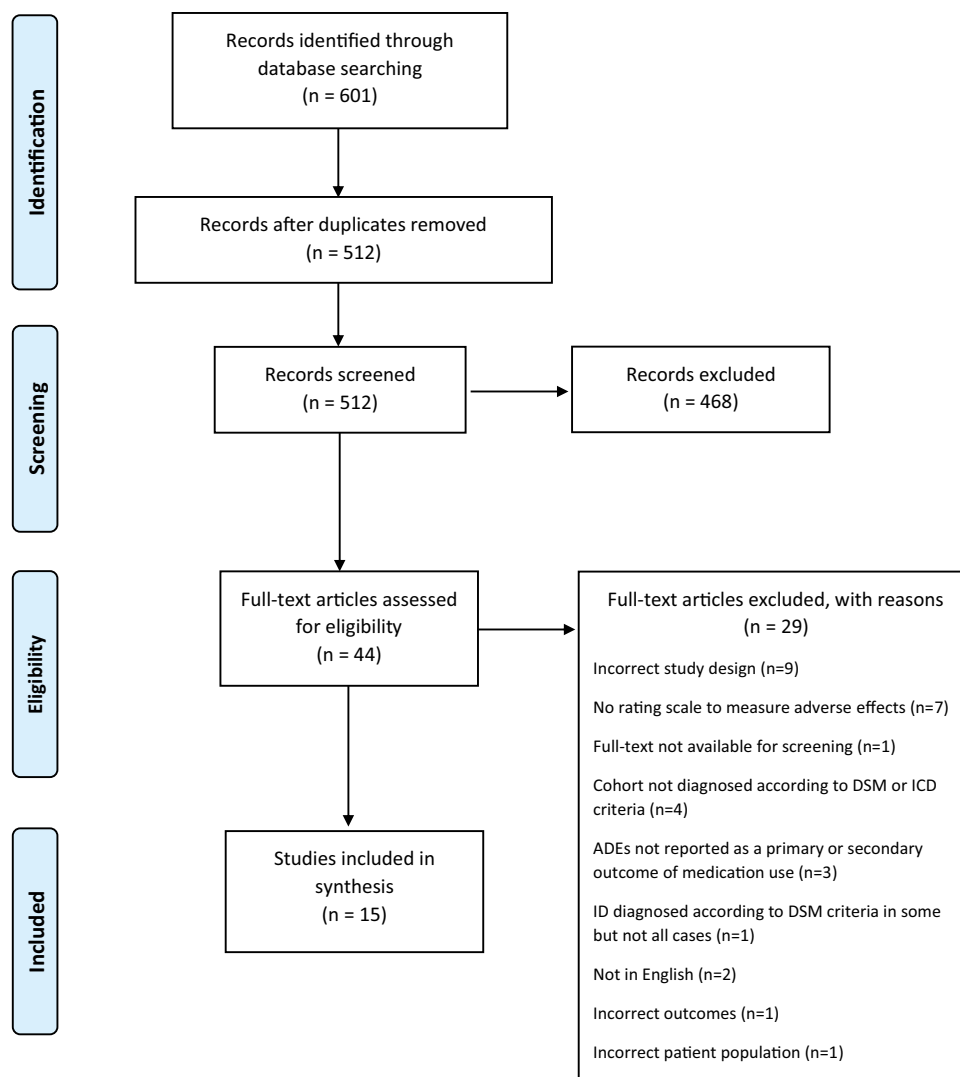 Identification
Records identified through
database searching
(n = 601)
Records after duplicates removed
(n = 512)
Screening
Records screened
(n = 512)
Records excluded
(n = 468)
Eligibility
Full-text articles assessed
for eligibility
(n = 44)
Full-text articles excluded, with reasons
(n = 29)
Incorrect study design (n=9)
No rating scale to measure adverse effects (n=7)
Full-text not available for screening (n=1)
Cohort not diagnosed according to DSM or ICD
criteria (n=4)
ADEs not reported as a primary or secondary
outcome of medication use (n=3)
ID diagnosed according to DSM criteria in some
but not all cases (n=1)
Not in English (n=2)
Incorrect outcomes (n=1)
Incorrect patient population (n=1)
Included
Studies included in
synthesis
(n = 15)